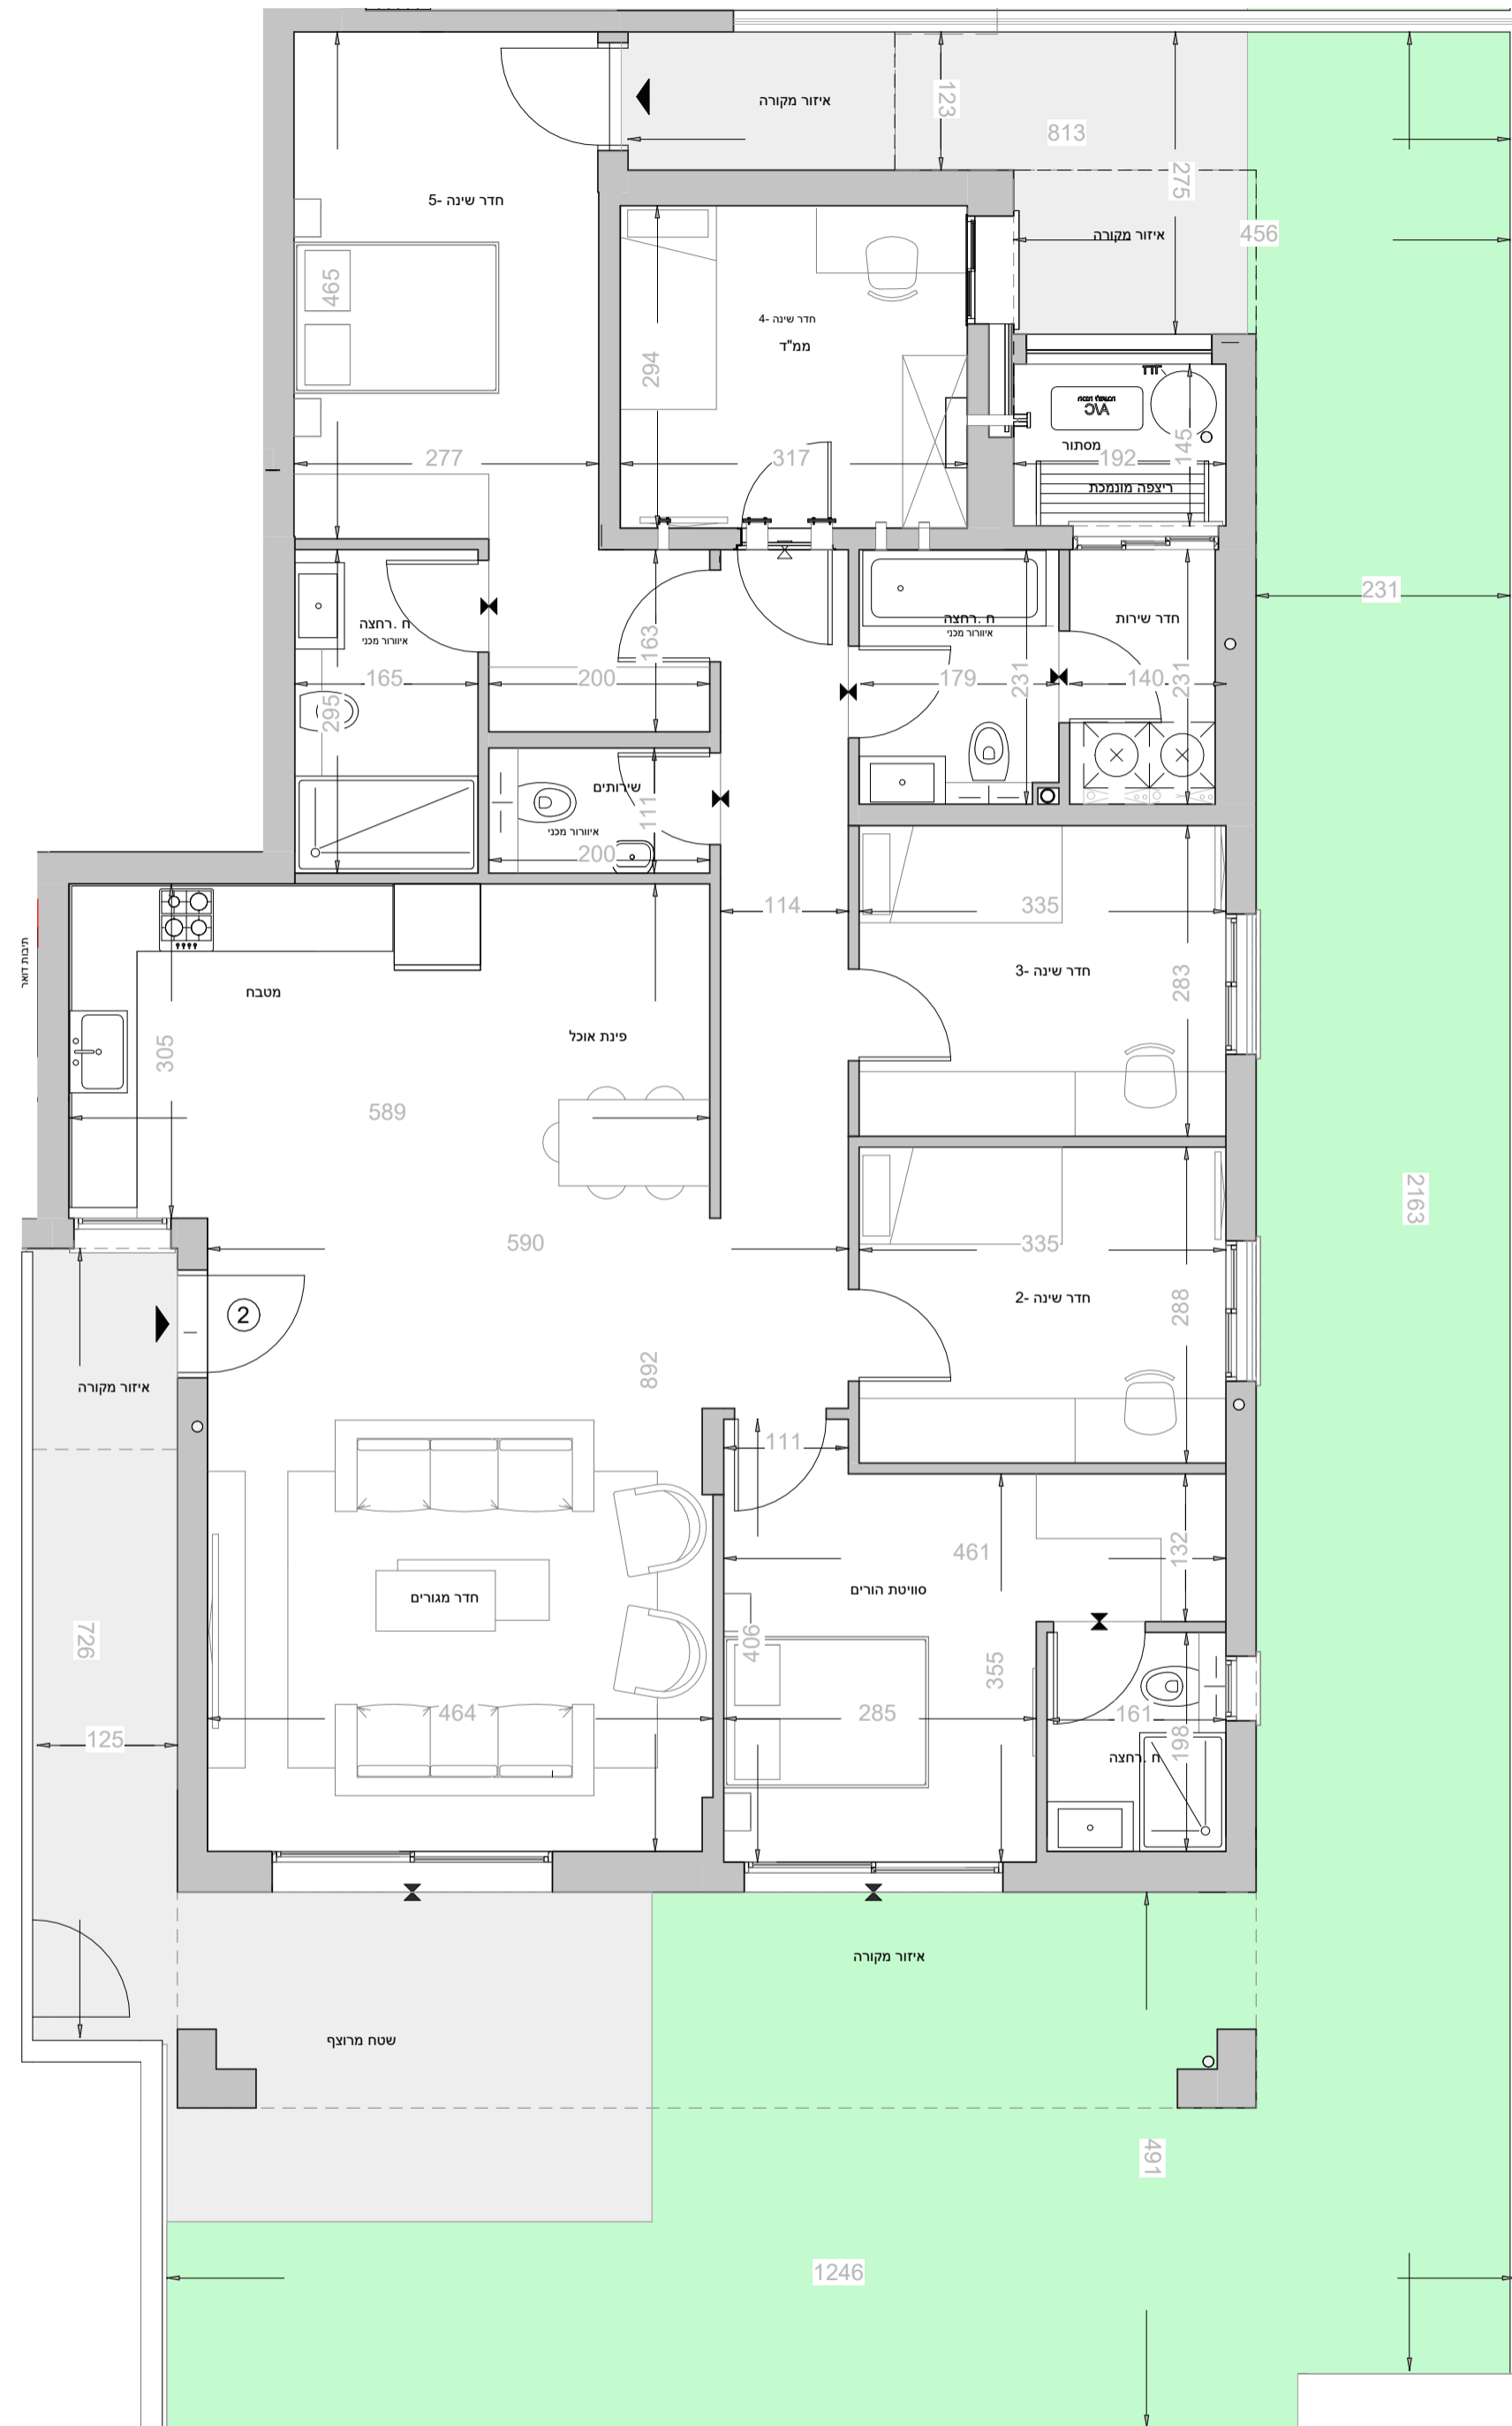 איזור מקורה
123
813
275
חדר שינה -5
איזור מקורה
456
465
חדר שינה -4
ממ"ד
294
דוד
A/C
מסתור
145
277
317
192
ריצפה מונמכת
231
ח .רחצה
איוורור מכני
163
ח .רחצה
איוורור מכני
חדר שירות
165
200
179
231
140
231
295
שירותים
111
איוורור מכני
200
114
335
תיבות דואר
מטבח
חדר שינה -3
283
פינת אוכל
305
589
2163
590
335
2
חדר שינה -2
288
892
איזור מקורה
111
461
132
סוויטת הורים
חדר מגורים
726
406
355
464
285
161
125
198
ח .רחצה
איזור מקורה
שטח מרוצף
491
1246